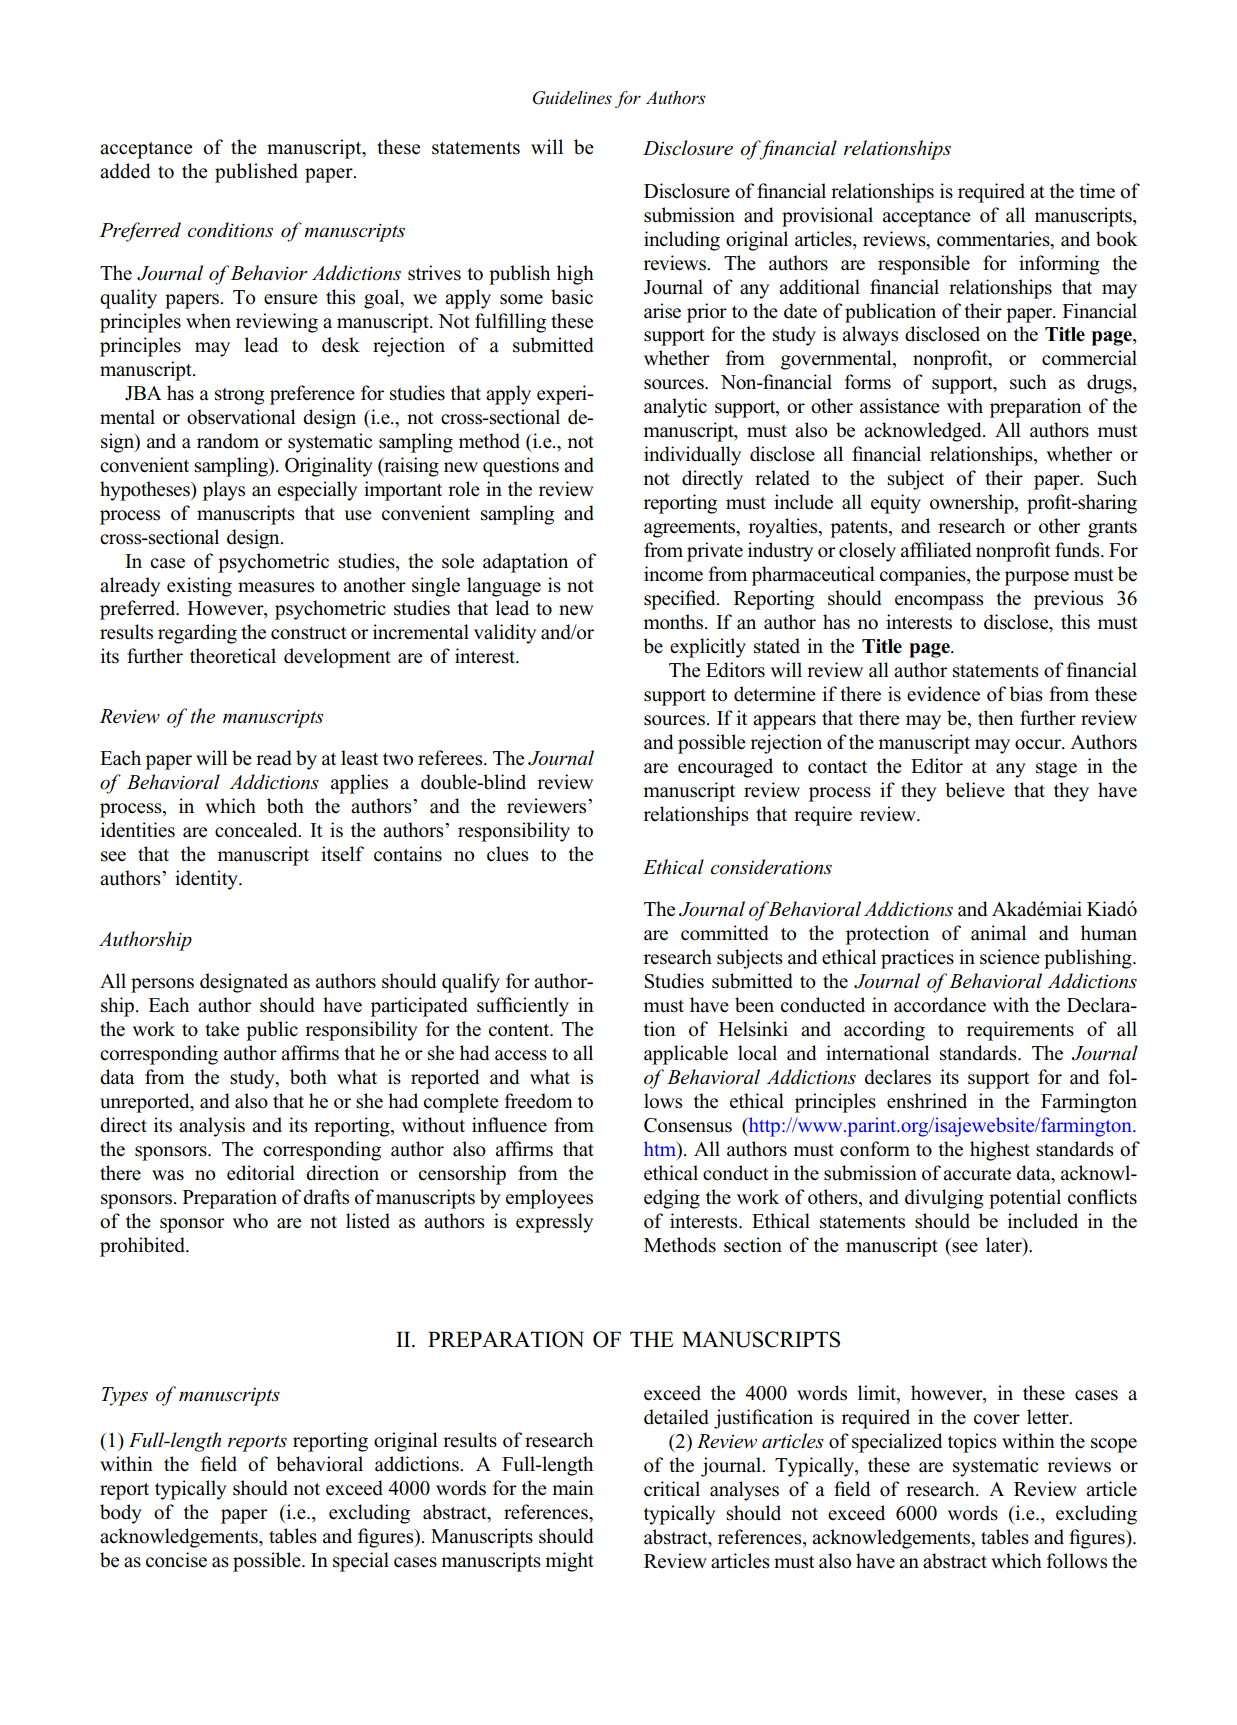 Guidelines for Authors
acceptance of the manuscript, these statements will be
added to the published paper.
Preferred conditions of manuscripts
The Journal of Behavior Addictions strives to publish high
quality papers. To ensure this goal, we apply some basic
principles when reviewing a manuscript. Not fulfilling these
principles may lead to desk rejection of a submitted
manuscript.
JBA has a strong preference for studies that apply experi-
mental or observational design (i.e., not cross-sectional de-
sign) and a random or systematic sampling method (i.e., not
convenient sampling). Originality (raising new questions and
hypotheses) plays an especially important role in the review
process of manuscripts that use convenient sampling and
cross-sectional design.
In case of psychometric studies, the sole adaptation of
already existing measures to another single language is not
preferred. However, psychometric studies that lead to new
results regarding the construct or incremental validity and/or
its further theoretical development are of interest.
Review of the manuscripts
Each paper will be read by at least two referees. The Journal
of Behavioral Addictions applies a double-blind review
process, in which both the authors’ and the reviewers’
identities are concealed. It is the authors’ responsibility to
see that the manuscript itself contains no clues to the
authors’ identity.
Authorship
All persons designated as authors should qualify for author-
ship. Each author should have participated sufficiently in
the work to take public responsibility for the content. The
corresponding author affirms that he or she had access to all
data from the study, both what is reported and what is
unreported, and also that he or she had complete freedom to
direct its analysis and its reporting, without influence from
the sponsors. The corresponding author also affirms that
there was no editorial direction or censorship from the
sponsors. Preparation of drafts of manuscripts by employees
of the sponsor who are not listed as authors is expressly
prohibited.
Disclosure of financial relationships
Disclosure of financial relationships is required at the time of
submission and provisional acceptance of all manuscripts,
including original articles, reviews, commentaries, and book
reviews. The authors are responsible for informing the
Journal of any additional financial relationships that may
arise prior to the date of publication of their paper. Financial
support for the study is always disclosed on the Title page,
whether from governmental, nonprofit, or commercial
sources. Non-financial forms of support, such as drugs,
analytic support, or other assistance with preparation of the
manuscript, must also be acknowledged. All authors must
individually disclose all financial relationships, whether or
not directly related to the subject of their paper. Such
reporting must include all equity ownership, profit-sharing
agreements, royalties, patents, and research or other grants
from private industry or closely affiliated nonprofit funds. For
income from pharmaceutical companies, the purpose must be
specified. Reporting should encompass the previous 36
months. If an author has no interests to disclose, this must
be explicitly stated in the Title page.
The Editors will review all author statements of financial
support to determine if there is evidence of bias from these
sources. If it appears that there may be, then further review
and possible rejection of the manuscript may occur. Authors
are encouraged to contact the Editor at any stage in the
manuscript review process if they believe that they have
relationships that require review.
Ethical considerations
The Journal of Behavioral Addictions and Akadémiai Kiadó
are committed to the protection of animal and human
research subjects and ethical practices in science publishing.
Studies submitted to the Journal of Behavioral Addictions
must have been conducted in accordance with the Declara-
tion of Helsinki and according to requirements of all
applicable local and international standards. The Journal
of Behavioral Addictions declares its support for and fol-
lows the ethical principles enshrined in the Farmington
Consensus (http://www.parint.org/isajewebsite/farmington.
htm). All authors must conform to the highest standards of
ethical conduct in the submission of accurate data, acknowl-
edging the work of others, and divulging potential conflicts
of interests. Ethical statements should be included in the
Methods section of the manuscript (see later).
II. PREPARATION OF THE MANUSCRIPTS
Types of manuscripts
(1) Full-length reports reporting original results of research
within the field of behavioral addictions. A Full-length
report typically should not exceed 4000 words for the main
body of the paper (i.e., excluding abstract, references,
acknowledgements, tables and figures). Manuscripts should
be as concise as possible. In special cases manuscripts might
exceed the 4000 words limit, however, in these cases a
detailed justification is required in the cover letter.
(2) Review articles of specialized topics within the scope
of the journal. Typically, these are systematic reviews or
critical analyses of a field of research. A Review article
typically should not exceed 6000 words (i.e., excluding
abstract, references, acknowledgements, tables and figures).
Review articles must also have an abstract which follows the